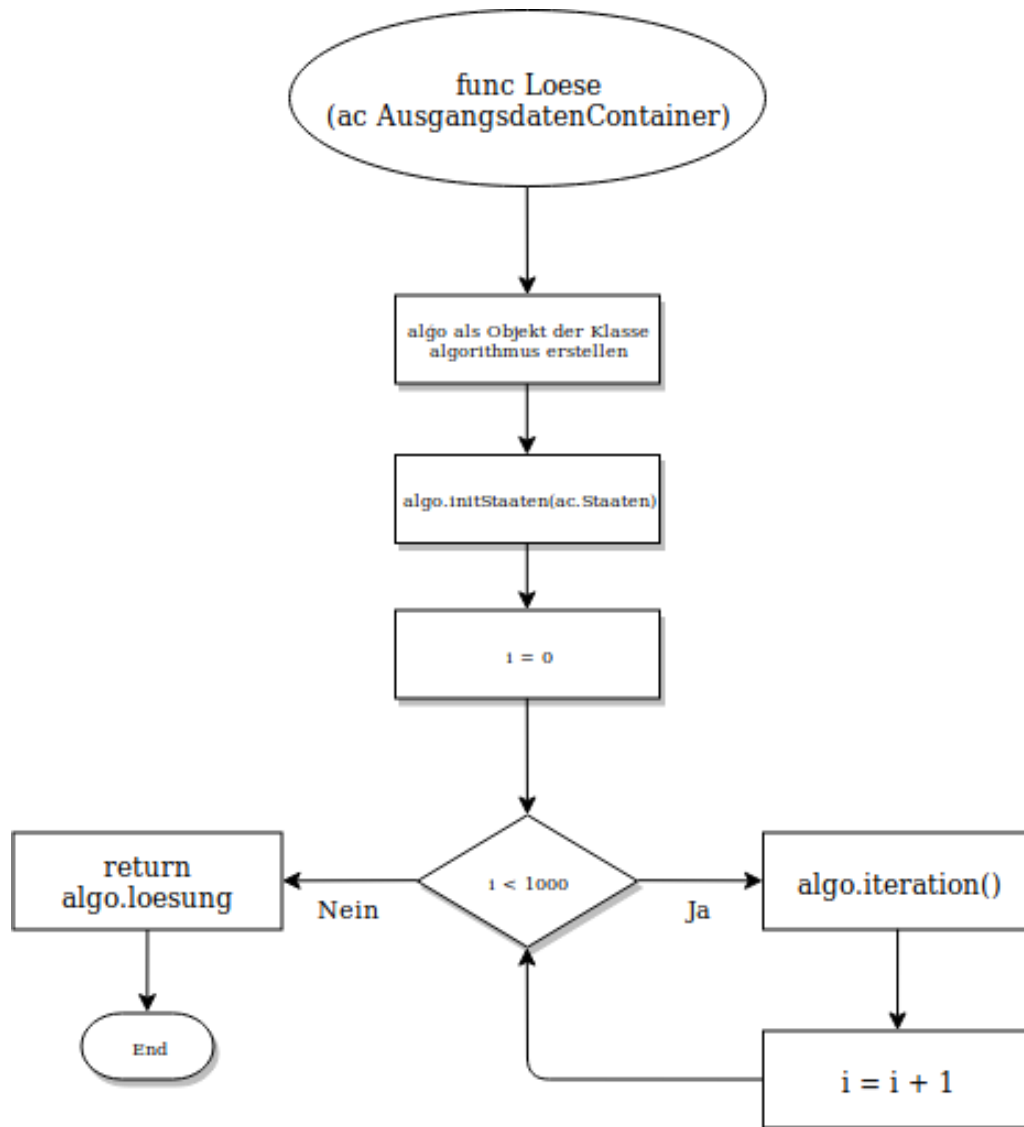 func Loese
(ac AusgangsdatenContainer)
algo als Objekt der Klasse
algorithmus erstellen
algo.initStaaten(ac.Staaten)
i = 0
i < 1000
return
algo.loesung
Nein
Ja
algo.iteration()
End
i = i + 1